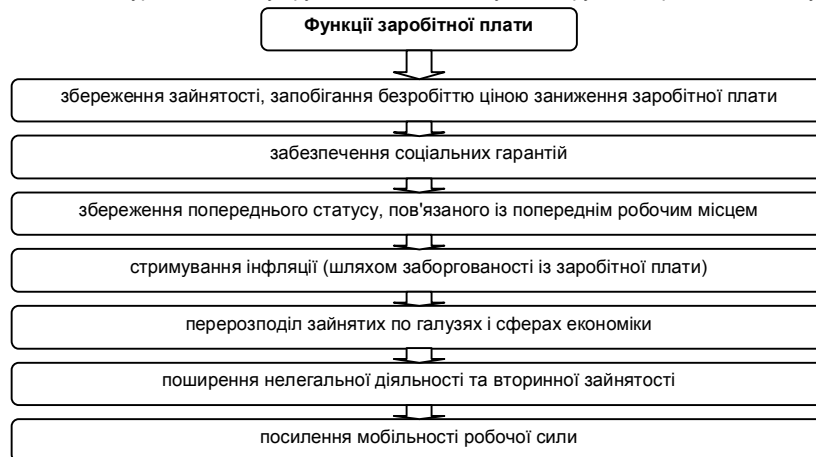 Функції заробітної плати
збереження зайнятості, запобігання безробіттю ціною заниження заробітної плати
забезпечення соціальних гарантій
збереження попереднього статусу, пов'язаного із попереднім робочим місцем
стримування інфляції (шляхом заборгованості із заробітної плати)
перерозподіл зайнятих по галузях і сферах економіки
поширення нелегальної діяльності та вторинної зайнятості
посилення мобільності робочої сили